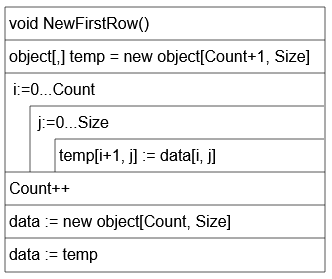 void NewFirstRow()
object[,] temp = new object[Count+1, Size]
i:=0...Count
j:=0...Size
temp[i+1, j] := data[i, j]
Count++
data := new object[Count, Size]
data := temp